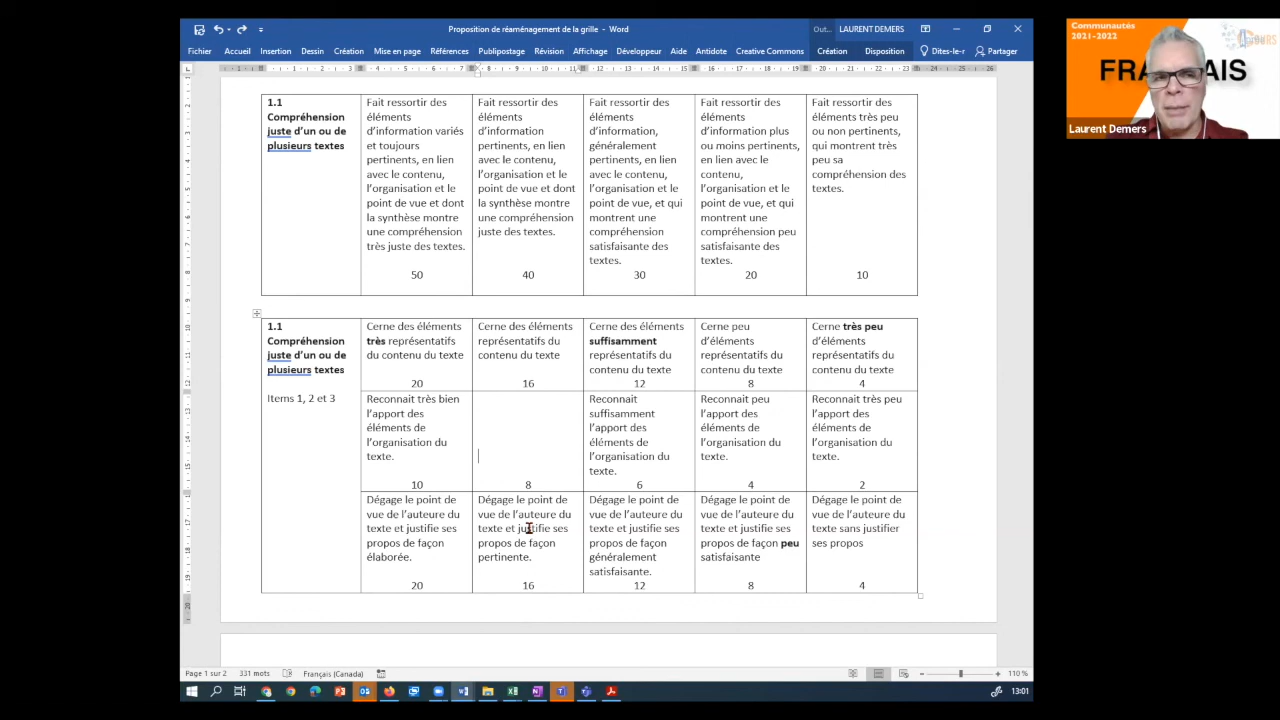 Proposition de réaménagement de la grille - Word
Out...
LAURENT DEMERS
Fichier Accueil Insertion Dessin Création Mise en page Références Publipostage Révision Affichage Développeur Aide Antidote Creative Commons Création Disposition Dites-le-r Partager
1.1
Compréhension
juste d'un ou de
plusieurs textes
Fait ressortir des
éléments
d'information variés
et toujours
pertinents, en lien
avec le contenu,
l'organisation et le
point de vue et dont
la synthèse montre
une compréhension
très juste des textes.
50
Fait ressortir des
éléments
d'information
pertinents, en lien
avec le contenu,
l'organisation et le
point de vue et dont
la synthèse montre
une compréhension
juste des textes.
40
Fait ressortir des
éléments
d'information,
généralement
pertinents, en lien
avec le contenu,
l'organisation et le
point de vue, et qui
montrent une
compréhension
satisfaisante des
textes.
30
Fait ressortir des
éléments
d'information plus
ou moins pertinents,
en lien avec le
contenu,
l'organisation et le
point de vue, et qui
montrent une
compréhension peu
satisfaisante des
textes.
20
Fait ressortir des
éléments très peu
ou non pertinents,
qui montrent très
peu sa
compréhension des
textes.
10
1.1
Compréhension
juste d'un ou de
plusieurs textes
Items 1, 2 et 3
Cerne des éléments
très représentatifs
du contenu du texte
20
Cerne des éléments
représentatifs du
contenu du texte
16
Cerne des éléments
suffisamment
représentatifs du
contenu du texte
12
Cerne peu
d'éléments
représentatifs du
contenu du texte
8
Cerne très peu
d'éléments
représentatifs du
contenu du texte
4
Reconnait très bien
l'apport des
éléments de
l'organisation du
texte.
10
8
Reconnait
suffisamment
l'apport des
éléments de
l'organisation du
texte.
6
Reconnait peu
l'apport des
éléments de
l'organisation du
texte.
4
Reconnait très peu
l'apport des
éléments de
l'organisation du
texte.
2
Dégage le point de
vue de l'auteure du
texte et justifie ses
propos de façon
élaborée.
20
Dégage le point de
vue de l'auteure du
texte et justifie ses
propos de façon
pertinente.
16
Dégage le point de
vue de l'auteure du
texte et justifie ses
propos de façon
généralement
satisfaisante.
12
Dégage le point de
vue de l'auteure du
texte et justifie ses
propos de façon peu
satisfaisante
8
Dégage le point de
vue de l'auteure du
texte sans justifier
ses propos
4
Page 1 sur 2 331 mots Français (Canada) 110 %
13:01
Communautés
2021-2022
Laurent Demers